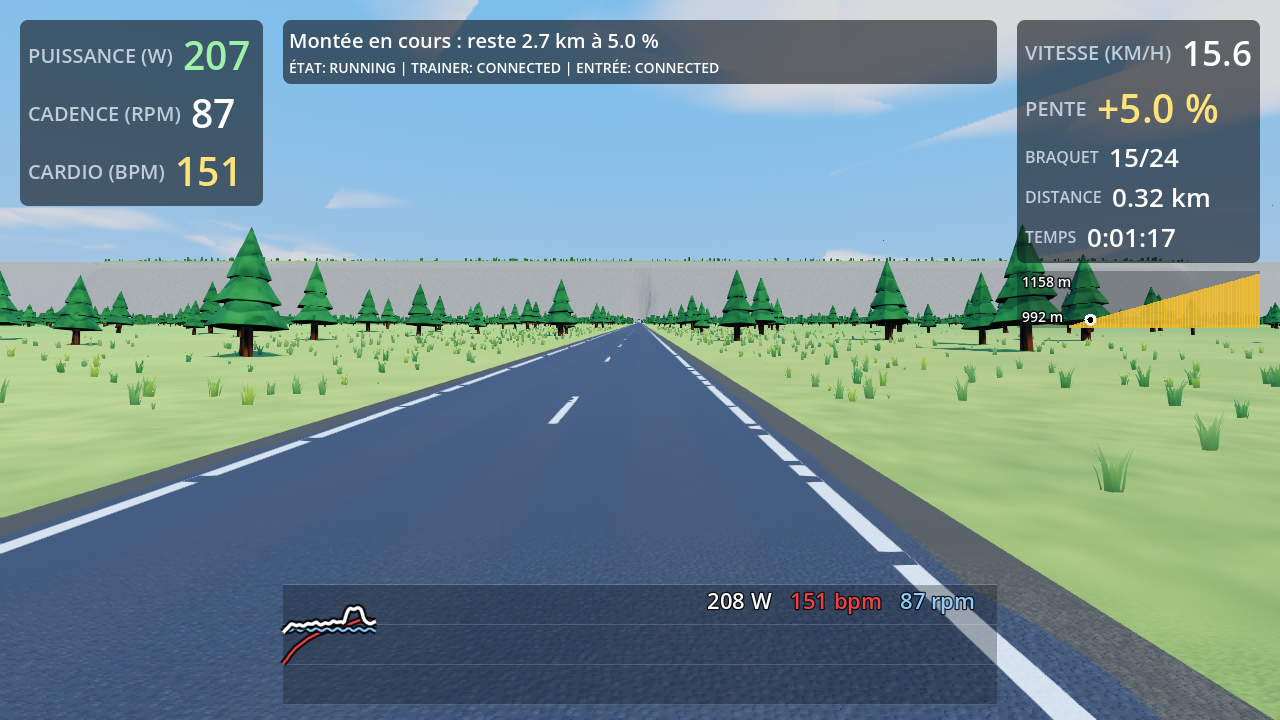 PUISSANCE (W) 207
CADENCE (RPM) 87
CARDIO (BPM) 151
Montée en cours : reste 2.7 km à 5.0 %
ÉTAT: RUNNING | TRAINER: CONNECTED | ENTRÉE: CONNECTED
VITESSE (KM/H) 15.6
PENTE +5.0 %
BRAQUET 15/24
DISTANCE 0.32 km
TEMPS 0:01:17
1158 m
992 m
208 W 151 bpm 87 rpm